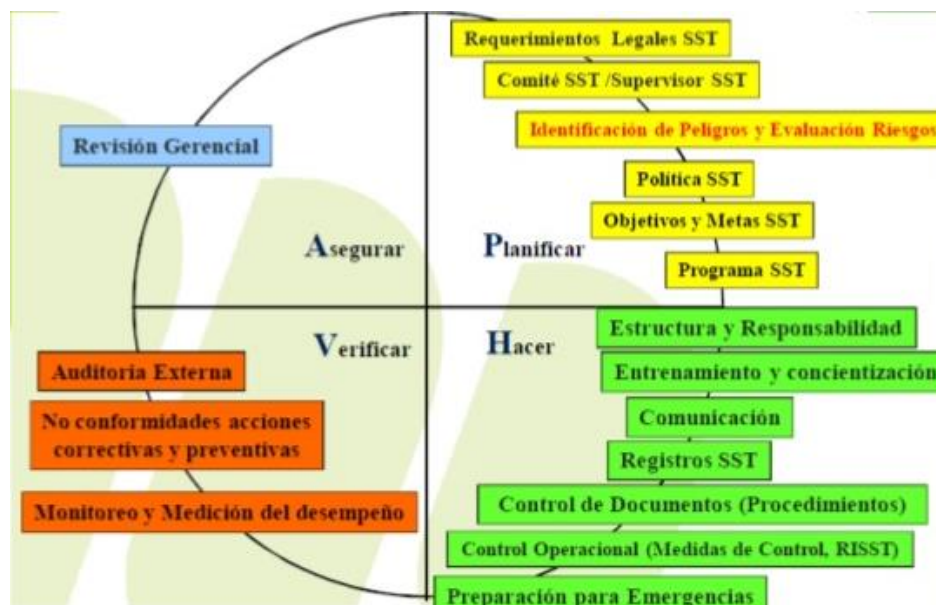 Requerimientos Legales SST
Comité SST /Supervisor SST
Identificación de Peligros y Evaluación Riesgos
Política SST
Objetivos y Metas SST
Programa SST
Revisión Gerencial
Asegurar
Planificar
Verificar
Hacer
Estructura y Responsabilidad
Entrenamiento y concientización
Comunicación
Registros SST
Control de Documentos (Procedimientos)
Control Operacional (Medidas de Control, RISST)
Preparación para Emergencias
Auditoria Externa
No conformidades acciones
correctivas y preventivas
Monitoreo y Medición del desempeño